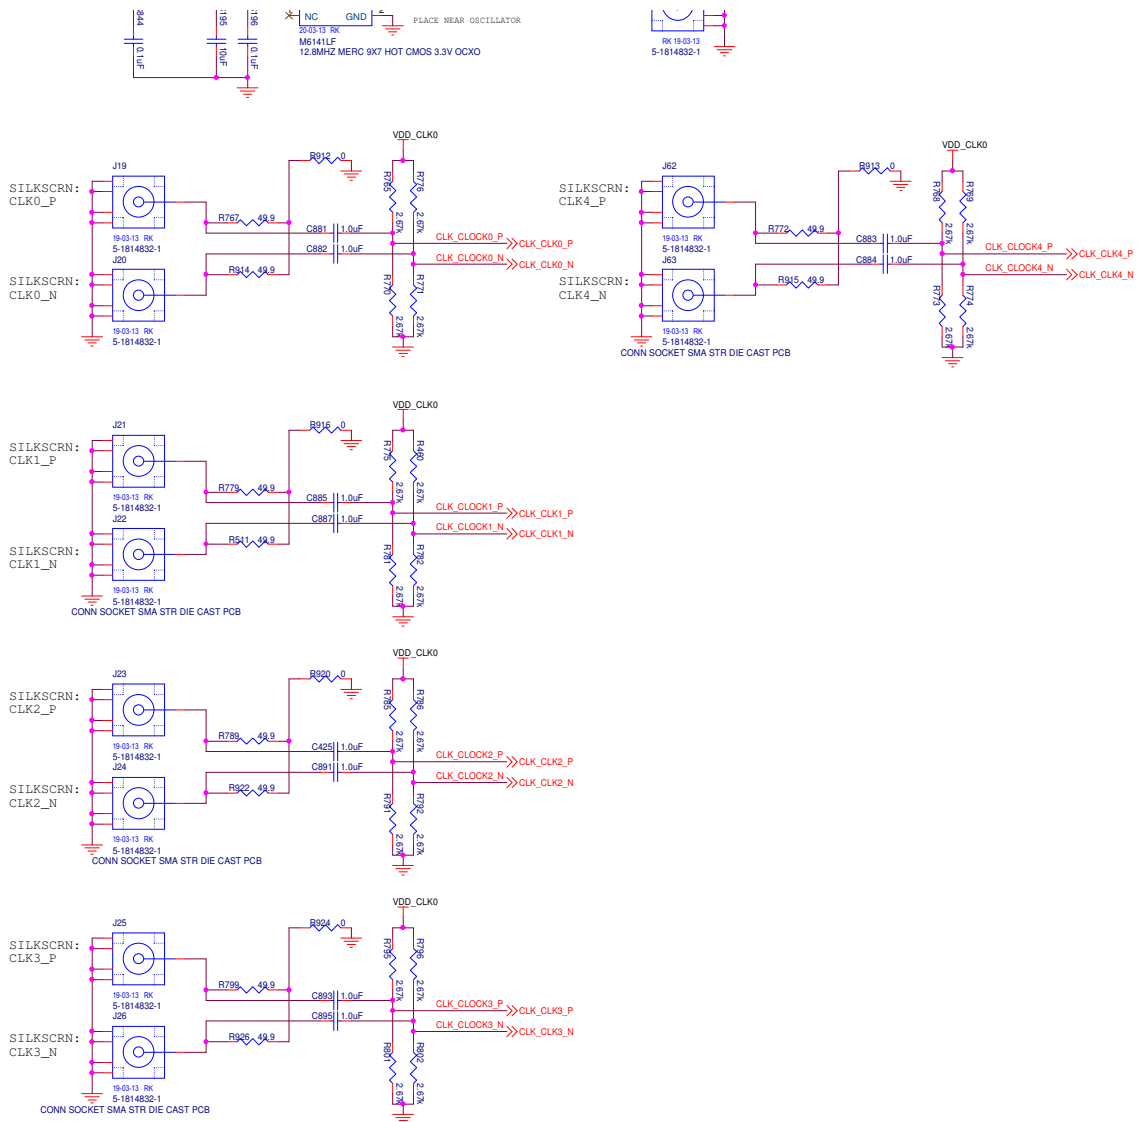 844
0.1uF
195
10uF
196
0.1uF
NC GND 2
20-03-13 RK
M6141LF
12.8MHZ MERC 9X7 HOT CMOS 3.3V OCXO
PLACE NEAR OSCILLATOR
RK 19-03-13
5-1814832-1
SILKSCRN:
CLK0_P
J19
19-03-13 RK
5-1814832-1
SILKSCRN:
CLK0_N
J20
19-03-13 RK
5-1814832-1
R912 0
R767 49.9
R914 49.9
C881 1.0uF
C882 1.0uF
VDD_CLK0
R765 2.67k
R776 2.67k
R770 2.67k
R771 2.67k
CLK_CLOCK0_P CLK_CLK0_P
CLK_CLOCK0_N CLK_CLK0_N
SILKSCRN:
CLK4_P
J62
19-03-13 RK
5-1814832-1
SILKSCRN:
CLK4_N
J63
19-03-13 RK
5-1814832-1
CONN SOCKET SMA STR DIE CAST PCB
R913 0
R772 49.9
R915 49.9
C883 1.0uF
C884 1.0uF
VDD_CLK0
R768 2.67k
R769 2.67k
R773 2.67k
R774 2.67k
CLK_CLOCK4_P CLK_CLK4_P
CLK_CLOCK4_N CLK_CLK4_N
SILKSCRN:
CLK1_P
J21
19-03-13 RK
5-1814832-1
SILKSCRN:
CLK1_N
J22
19-03-13 RK
5-1814832-1
CONN SOCKET SMA STR DIE CAST PCB
R916 0
R779 49.9
R511 49.9
C885 1.0uF
C887 1.0uF
VDD_CLK0
R775 2.67k
R460 2.67k
R781 2.67k
R782 2.67k
CLK_CLOCK1_P CLK_CLK1_P
CLK_CLOCK1_N CLK_CLK1_N
SILKSCRN:
CLK2_P
J23
19-03-13 RK
5-1814832-1
SILKSCRN:
CLK2_N
J24
19-03-13 RK
5-1814832-1
CONN SOCKET SMA STR DIE CAST PCB
R920 0
R789 49.9
R922 49.9
C425 1.0uF
C891 1.0uF
VDD_CLK0
R785 2.67k
R786 2.67k
R791 2.67k
R792 2.67k
CLK_CLOCK2_P CLK_CLK2_P
CLK_CLOCK2_N CLK_CLK2_N
SILKSCRN:
CLK3_P
J25
19-03-13 RK
5-1814832-1
SILKSCRN:
CLK3_N
J26
19-03-13 RK
5-1814832-1
CONN SOCKET SMA STR DIE CAST PCB
R924 0
R799 49.9
R926 49.9
C893 1.0uF
C895 1.0uF
VDD_CLK0
R795 2.67k
R796 2.67k
R801 2.67k
R802 2.67k
CLK_CLOCK3_P CLK_CLK3_P
CLK_CLOCK3_N CLK_CLK3_N